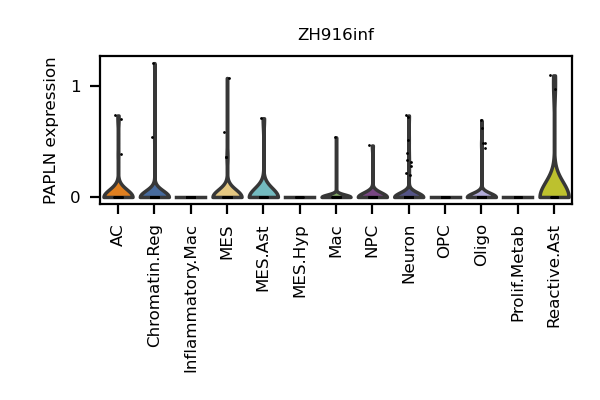 ZH916inf
PAPLN expression
1
0
AC
Chromatin.Reg
Inflammatory.Mac
MES
MES.Ast
MES.Hyp
Mac
NPC
Neuron
OPC
Oligo
Prolif.Metab
Reactive.Ast